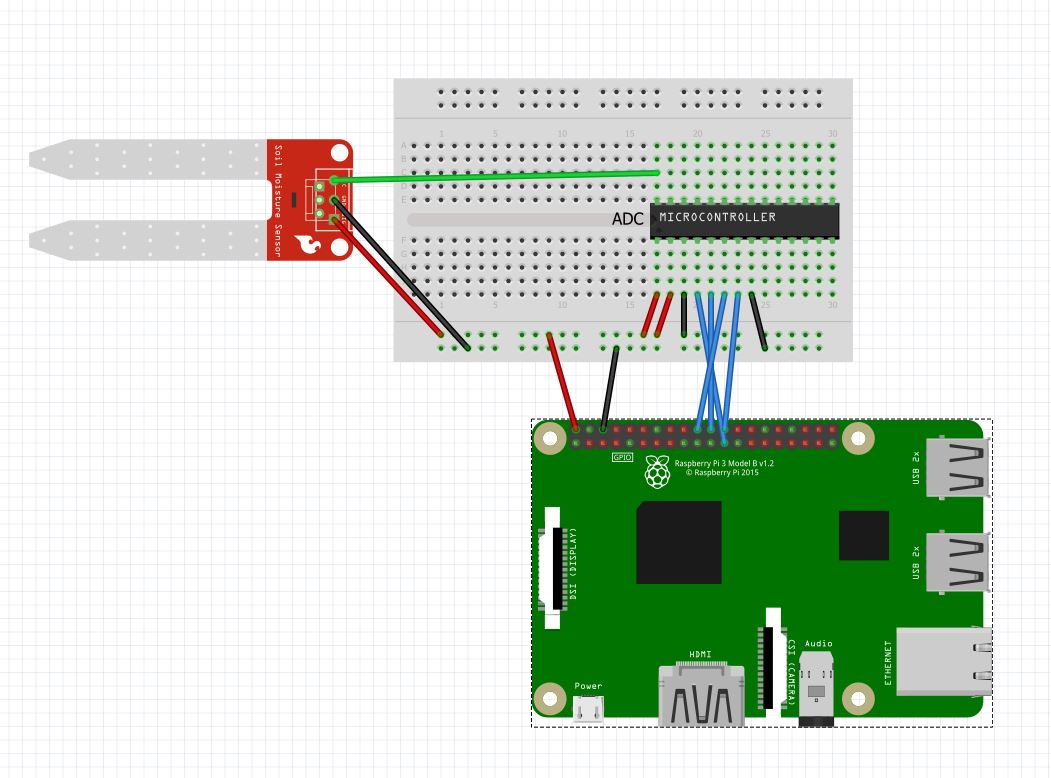 1 5 10 15 20 25 30
A
B
C
D
E
Soil Moisture Sensor
GND
ADC
MICROCONTROLLER
F
G
1 5 10 15 25 30
GPIO
Raspberry Pi 3 Model B v1.2
© Raspberry Pi 2015
USB 2x
DSI (DISPLAY)
USB 2x
Audio
HDMI
CSI (CAMERA)
ETHERNET
Power